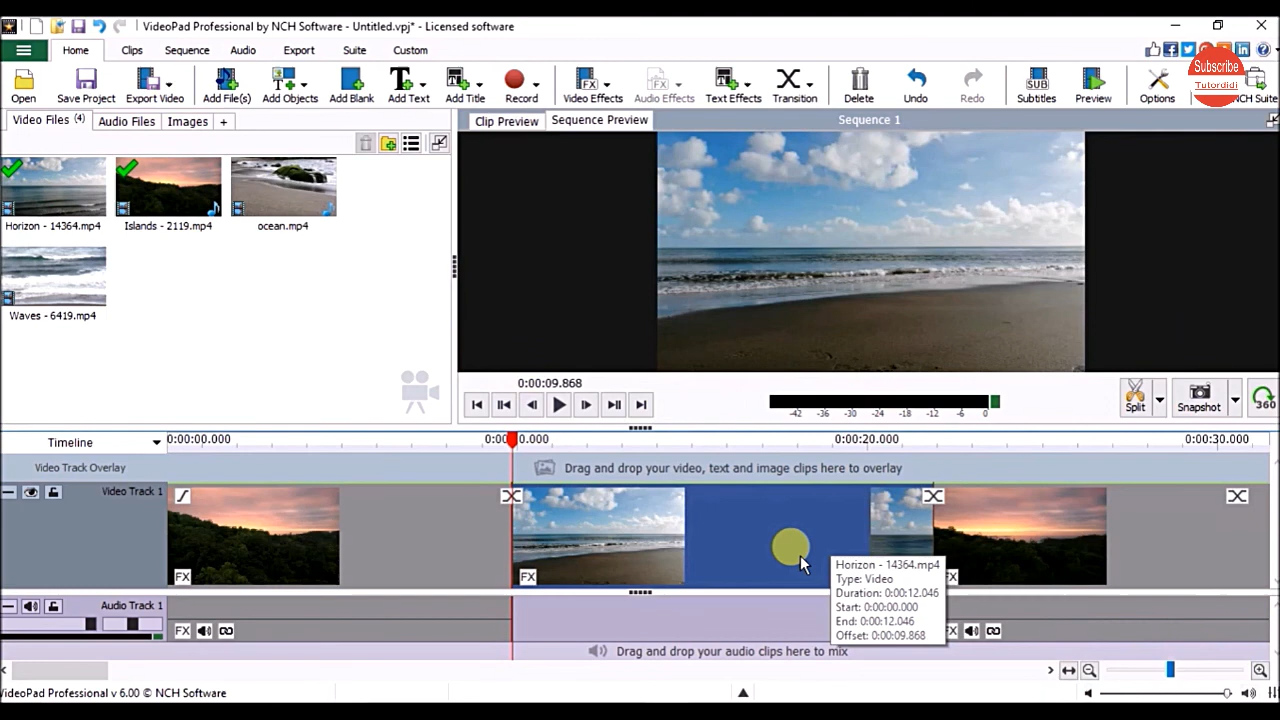 VideoPad Professional by NCH Software - Untitled.vpj* - Licensed software
Home Clips Sequence Audio Export Suite Custom
Subscribe
Tutordidi
Open Save Project Export Video Add File(s) Add Objects Add Blank Add Text Add Title Record Video Effects Audio Effects Text Effects Transition Delete Undo Redo Subtitles Preview Options NCH Suite
SUB
Video Files (4) Audio Files Images +
Clip Preview Sequence Preview Sequence 1
Horizon - 14364.mp4 Islands - 2119.mp4 ocean.mp4
Waves - 6419.mp4
0:00:09.868
-42 -36 -30 -24 -18 -12 -6 0
Split Snapshot 360
Timeline 0:00:00.000 0:00:10.000 0:00:20.000 0:00:30.000
Video Track Overlay Drag and drop your video, text and image clips here to overlay
Video Track 1
FX FX FX
Horizon - 14364.mp4
Type: Video
Duration: 0:00:12.046
Start: 0:00:00.000
End: 0:00:12.046
Offset: 0:00:09.868
Audio Track 1
FX FX
Drag and drop your audio clips here to mix
VideoPad Professional v 6.00 © NCH Software